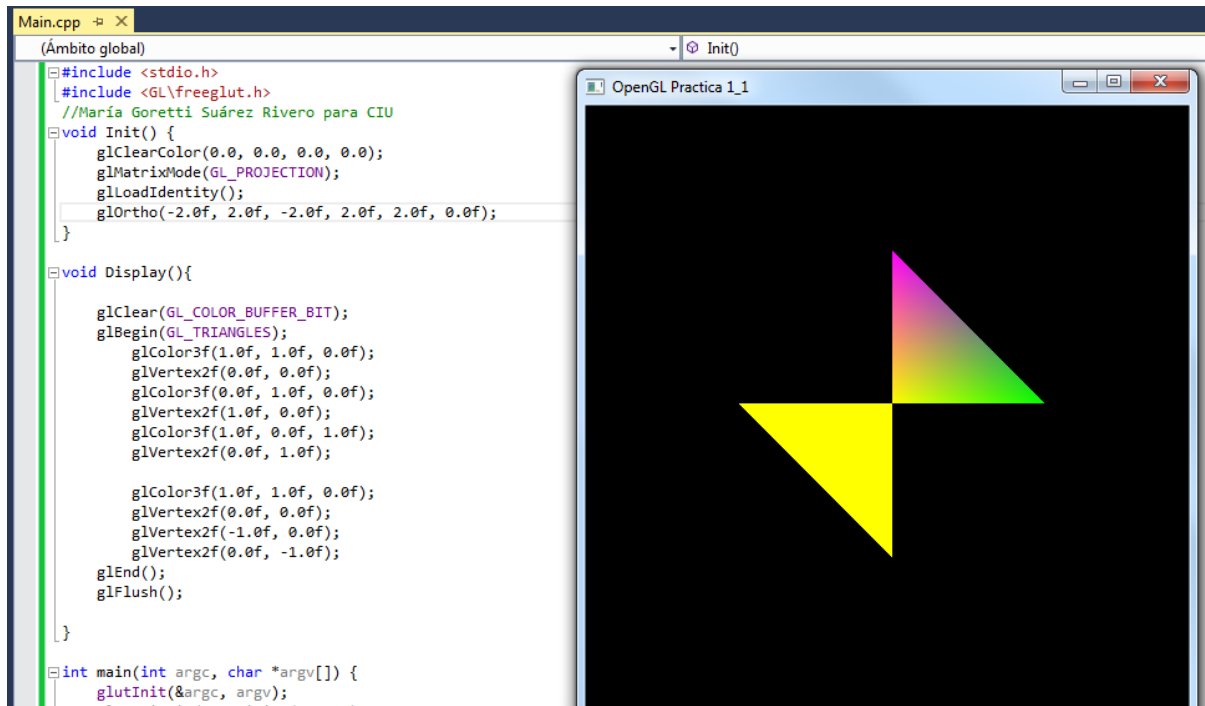 Main.cpp
(Ámbito global)
Init()
#include <stdio.h>
#include <GL\freeglut.h>
//María Goretti Suárez Rivero para CIU
void Init() {
glClearColor(0.0, 0.0, 0.0, 0.0);
glMatrixMode(GL_PROJECTION);
glLoadIdentity();
glOrtho(-2.0f, 2.0f, -2.0f, 2.0f, 2.0f, 0.0f);
}
void Display(){
glClear(GL_COLOR_BUFFER_BIT);
glBegin(GL_TRIANGLES);
glColor3f(1.0f, 1.0f, 0.0f);
glVertex2f(0.0f, 0.0f);
glColor3f(0.0f, 1.0f, 0.0f);
glVertex2f(1.0f, 0.0f);
glColor3f(1.0f, 0.0f, 1.0f);
glVertex2f(0.0f, 1.0f);
glColor3f(1.0f, 1.0f, 0.0f);
glVertex2f(0.0f, 0.0f);
glVertex2f(-1.0f, 0.0f);
glVertex2f(0.0f, -1.0f);
glEnd();
glFlush();
}
int main(int argc, char *argv[]) {
glutInit(&argc, argv);
OpenGL Practica 1_1